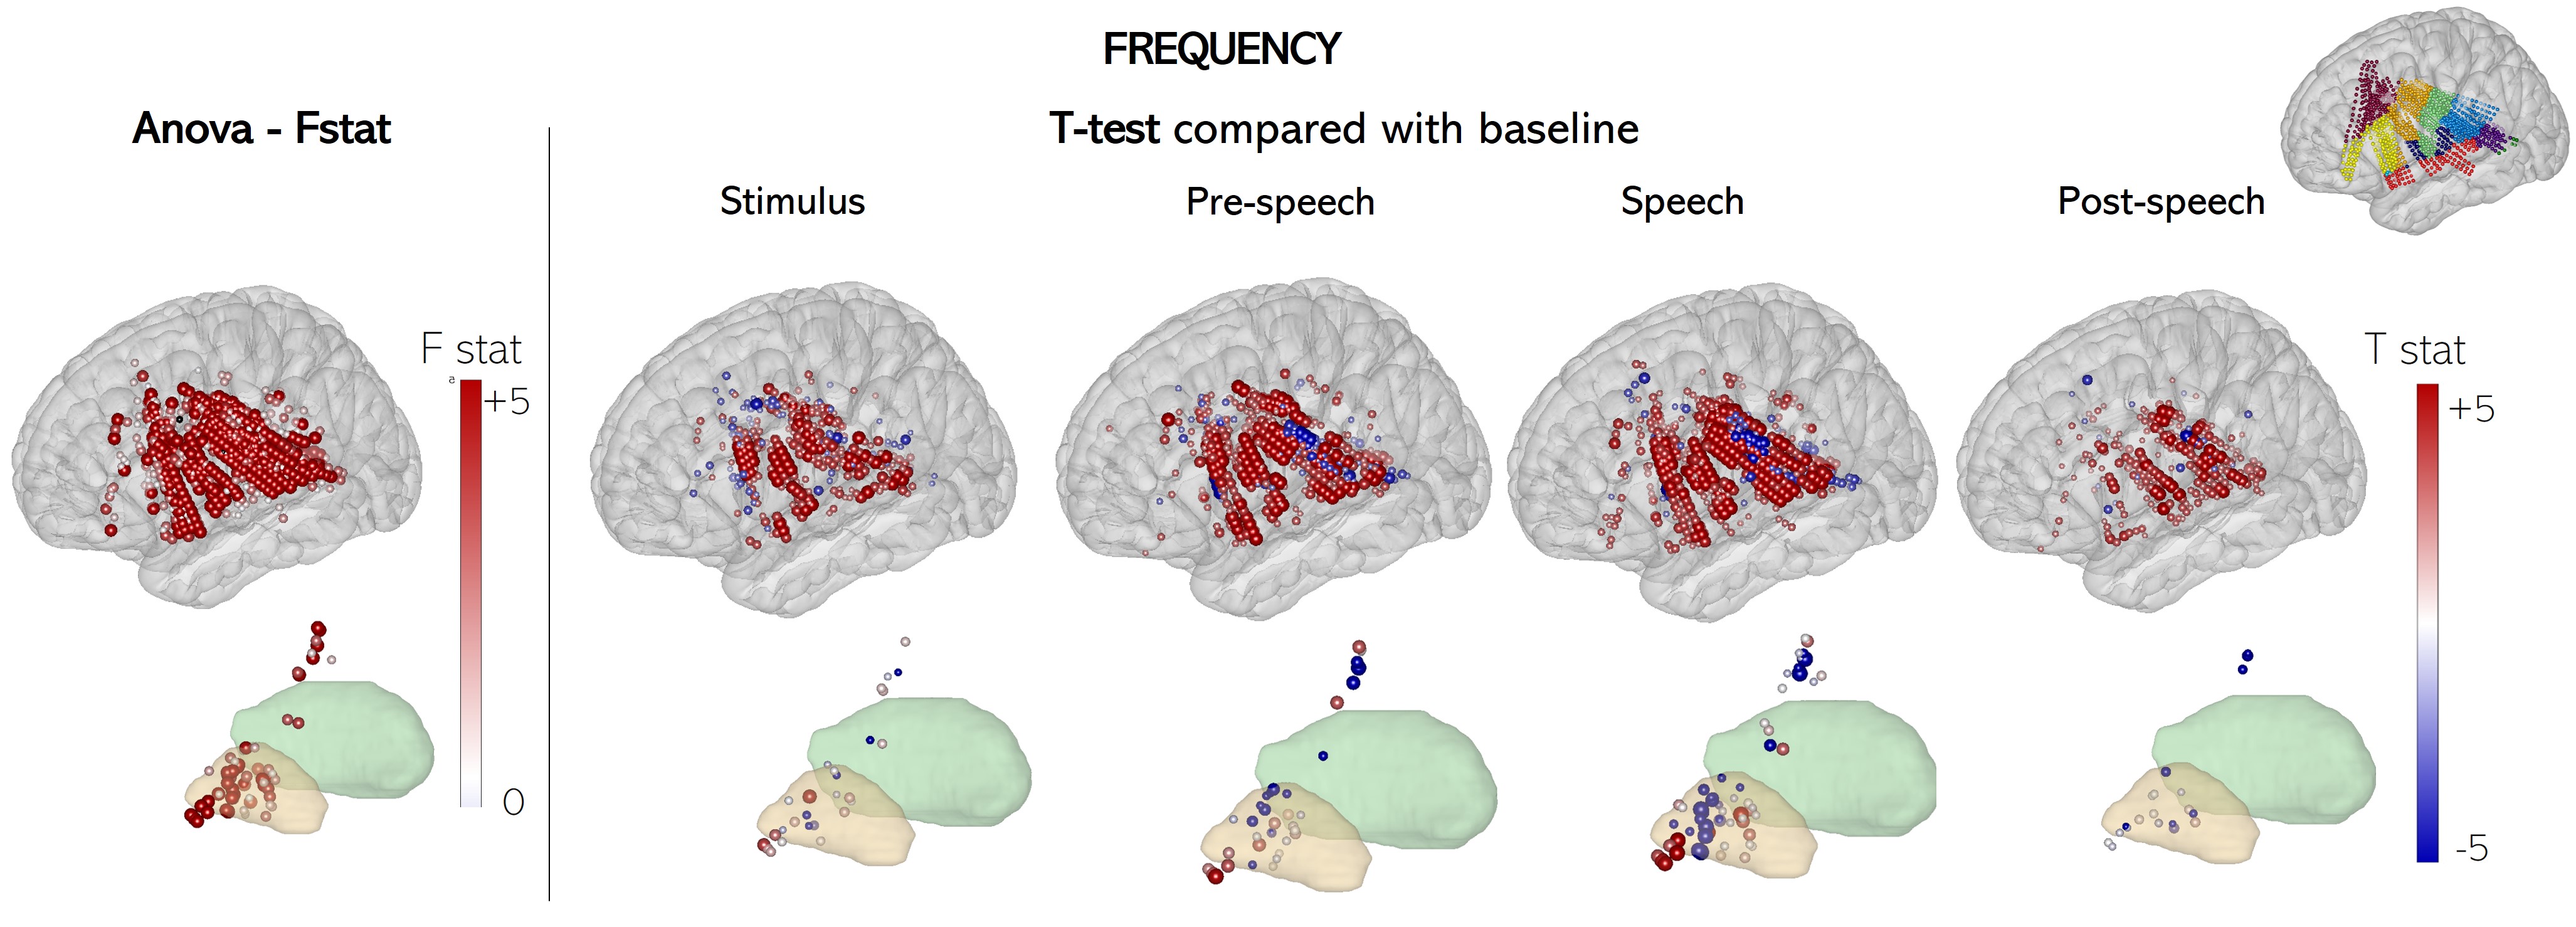 FREQUENCY
Anova - Fstat
T-test compared with baseline
Stimulus
Pre-speech
Speech
Post-speech
F stat
a
+5
0
T stat
+5
-5